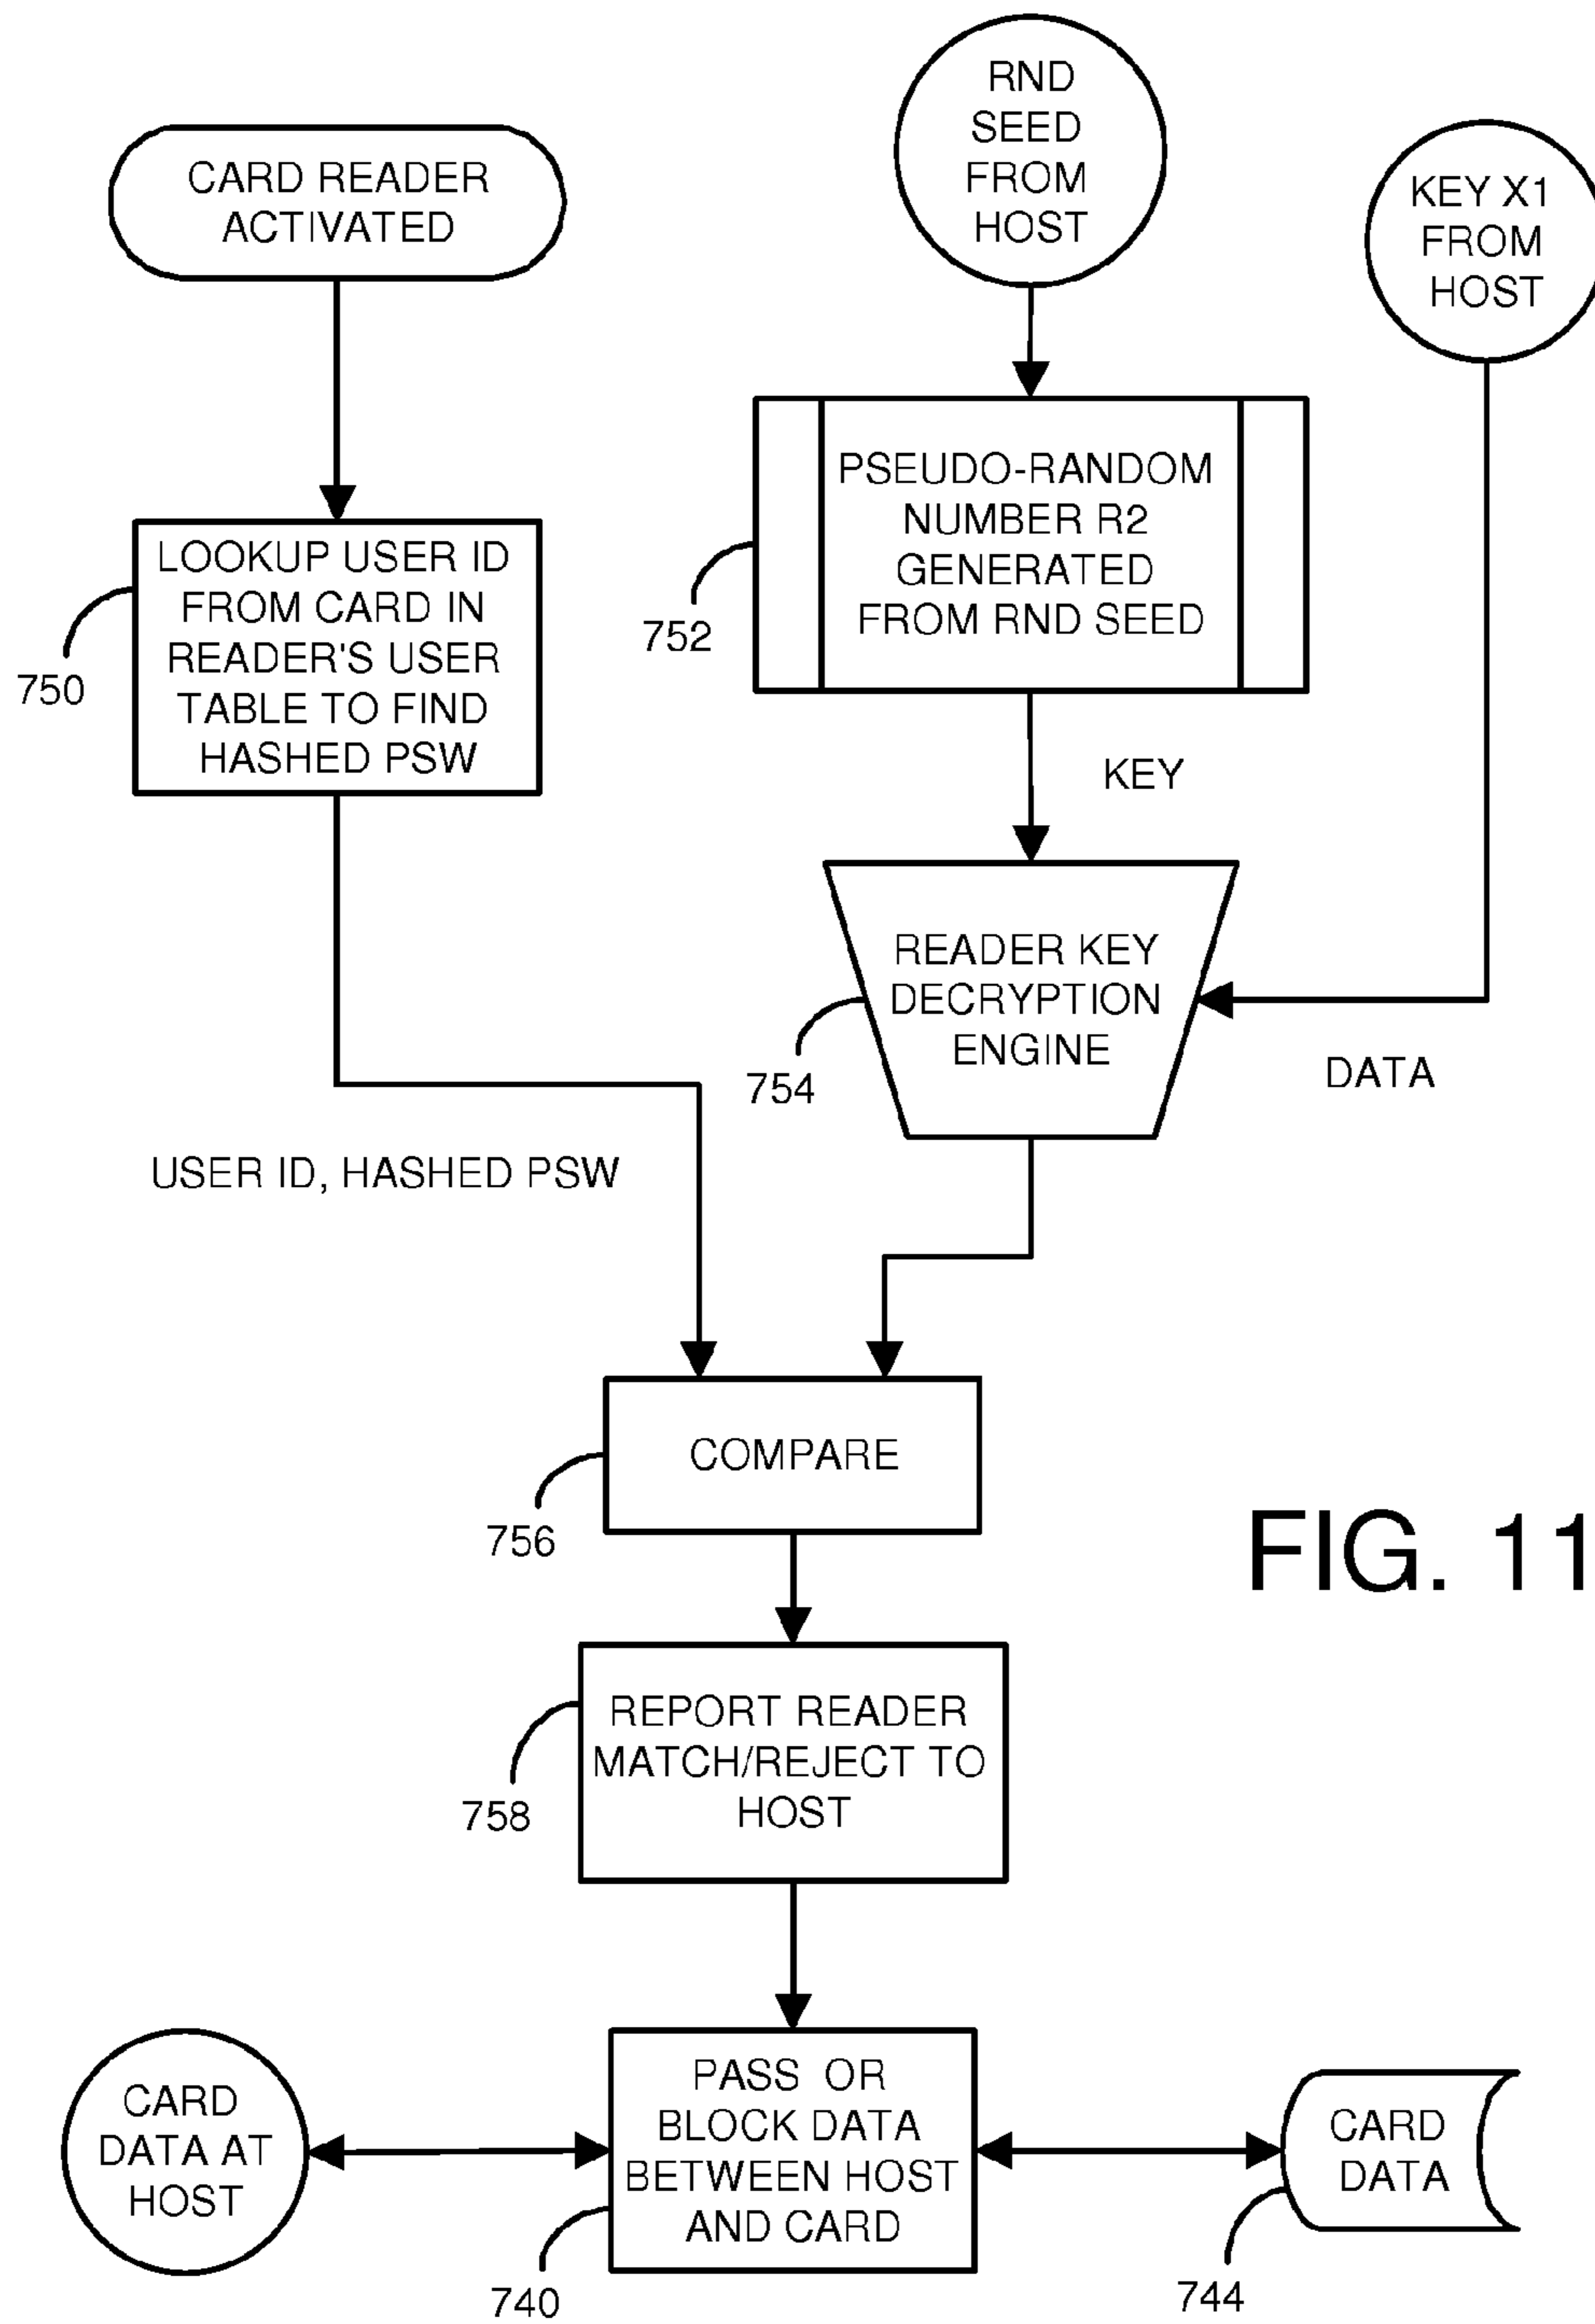 RND
SEED
FROM
HOST
CARD READER
ACTIVATED
KEY X1
FROM
HOST
LOOKUP USER ID
FROM CARD IN
READER'S USER
TABLE TO FIND
HASHED PSW
750
PSEUDO-RANDOM
NUMBER R2
GENERATED
FROM RND SEED
752
KEY
READER KEY
DECRYPTION
ENGINE
754
DATA
USER ID, HASHED PSW
COMPARE
756
FIG. 11
REPORT READER
MATCH/REJECT TO
HOST
758
CARD
DATA AT
HOST
PASS OR
BLOCK DATA
BETWEEN HOST
AND CARD
740
CARD
DATA
744